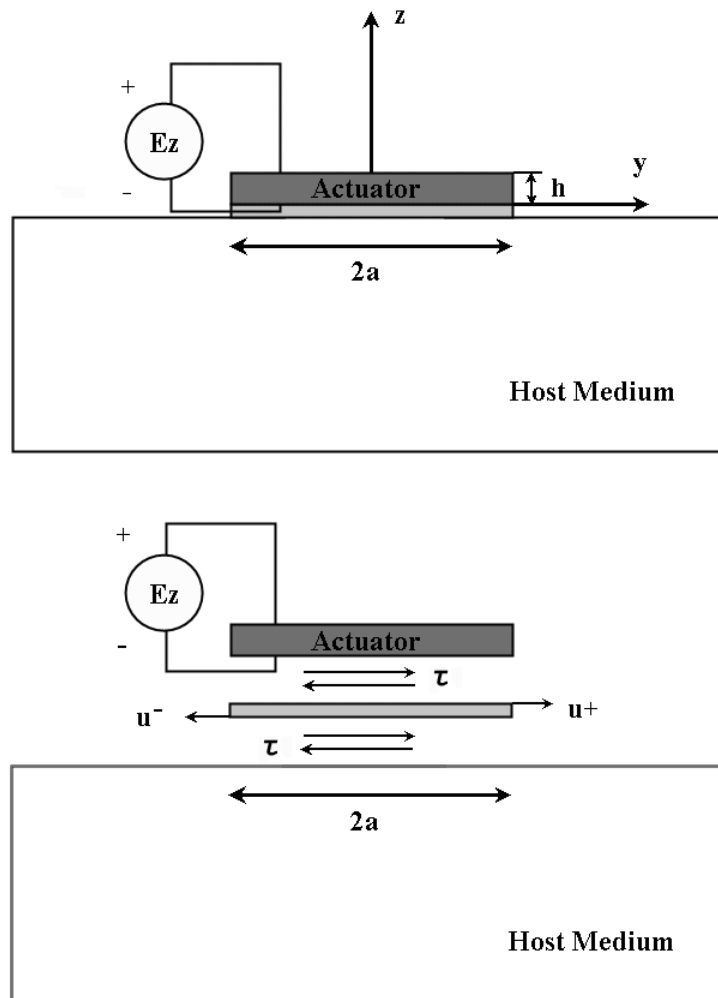 z
+
Ez
-
y
Actuator
h
2a
Host Medium
+
Ez
-
Actuator
τ
u⁻
u+
τ
2a
Host Medium